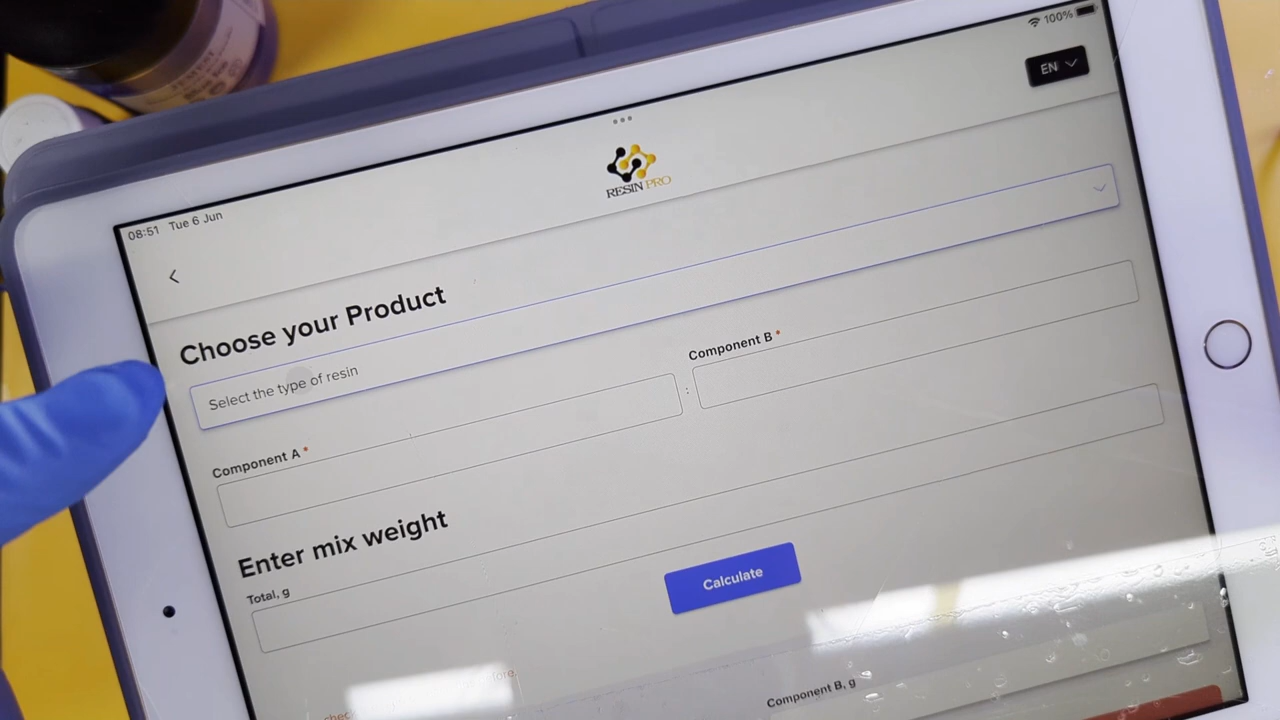 100%
EN
RESIN PRO
08:51 Tue 6 Jun
Choose your Product
Select the type of resin
Component A *
:
Component B *
Enter mix weight
Total, g
Calculate
Component B, g